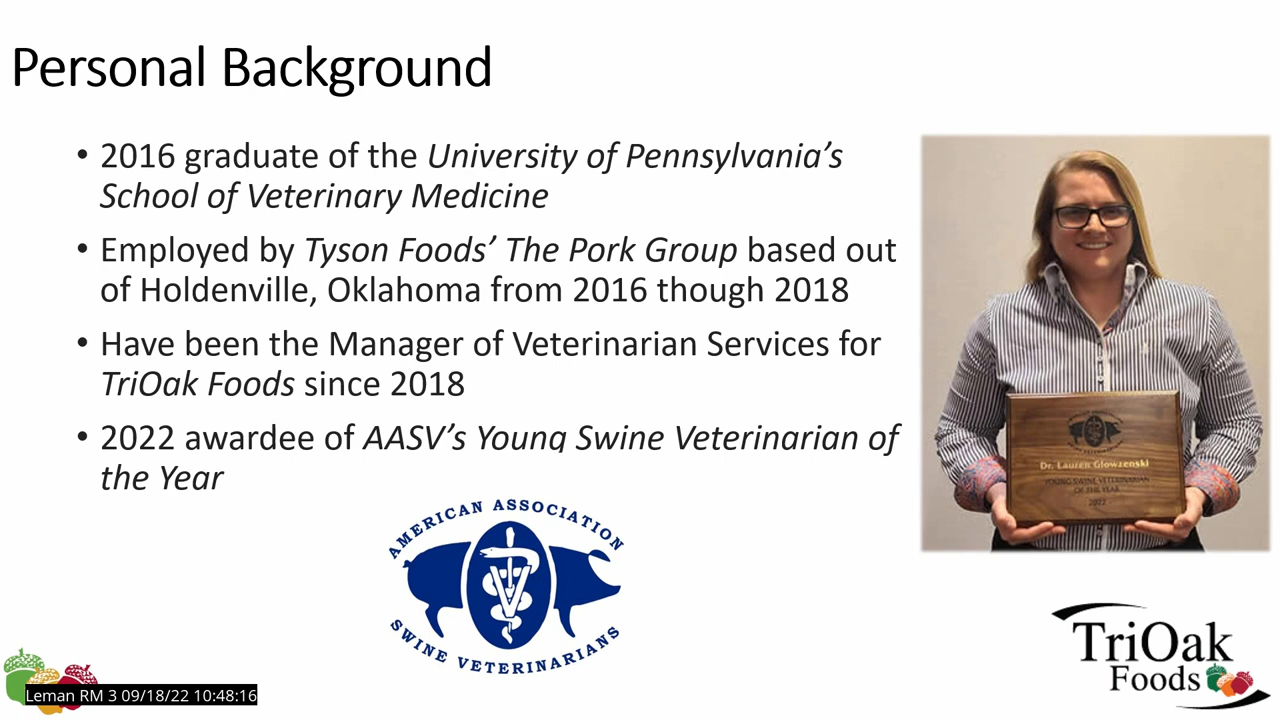 Personal Background
• 2016 graduate of the University of Pennsylvania’s
School of Veterinary Medicine
• Employed by Tyson Foods’ The Pork Group based out
of Holdenville, Oklahoma from 2016 though 2018
• Have been the Manager of Veterinarian Services for
TriOak Foods since 2018
• 2022 awardee of AASV’s Young Swine Veterinarian of
the Year
Dr. Lauren Glowzenski
YOUNG SWINE VETERINARIAN
OF THE YEAR
2022
AMERICAN ASSOCIATION
SWINE VETERINARIANS
TriOak
Foods
Leman RM 3 09/18/22 10:48:16